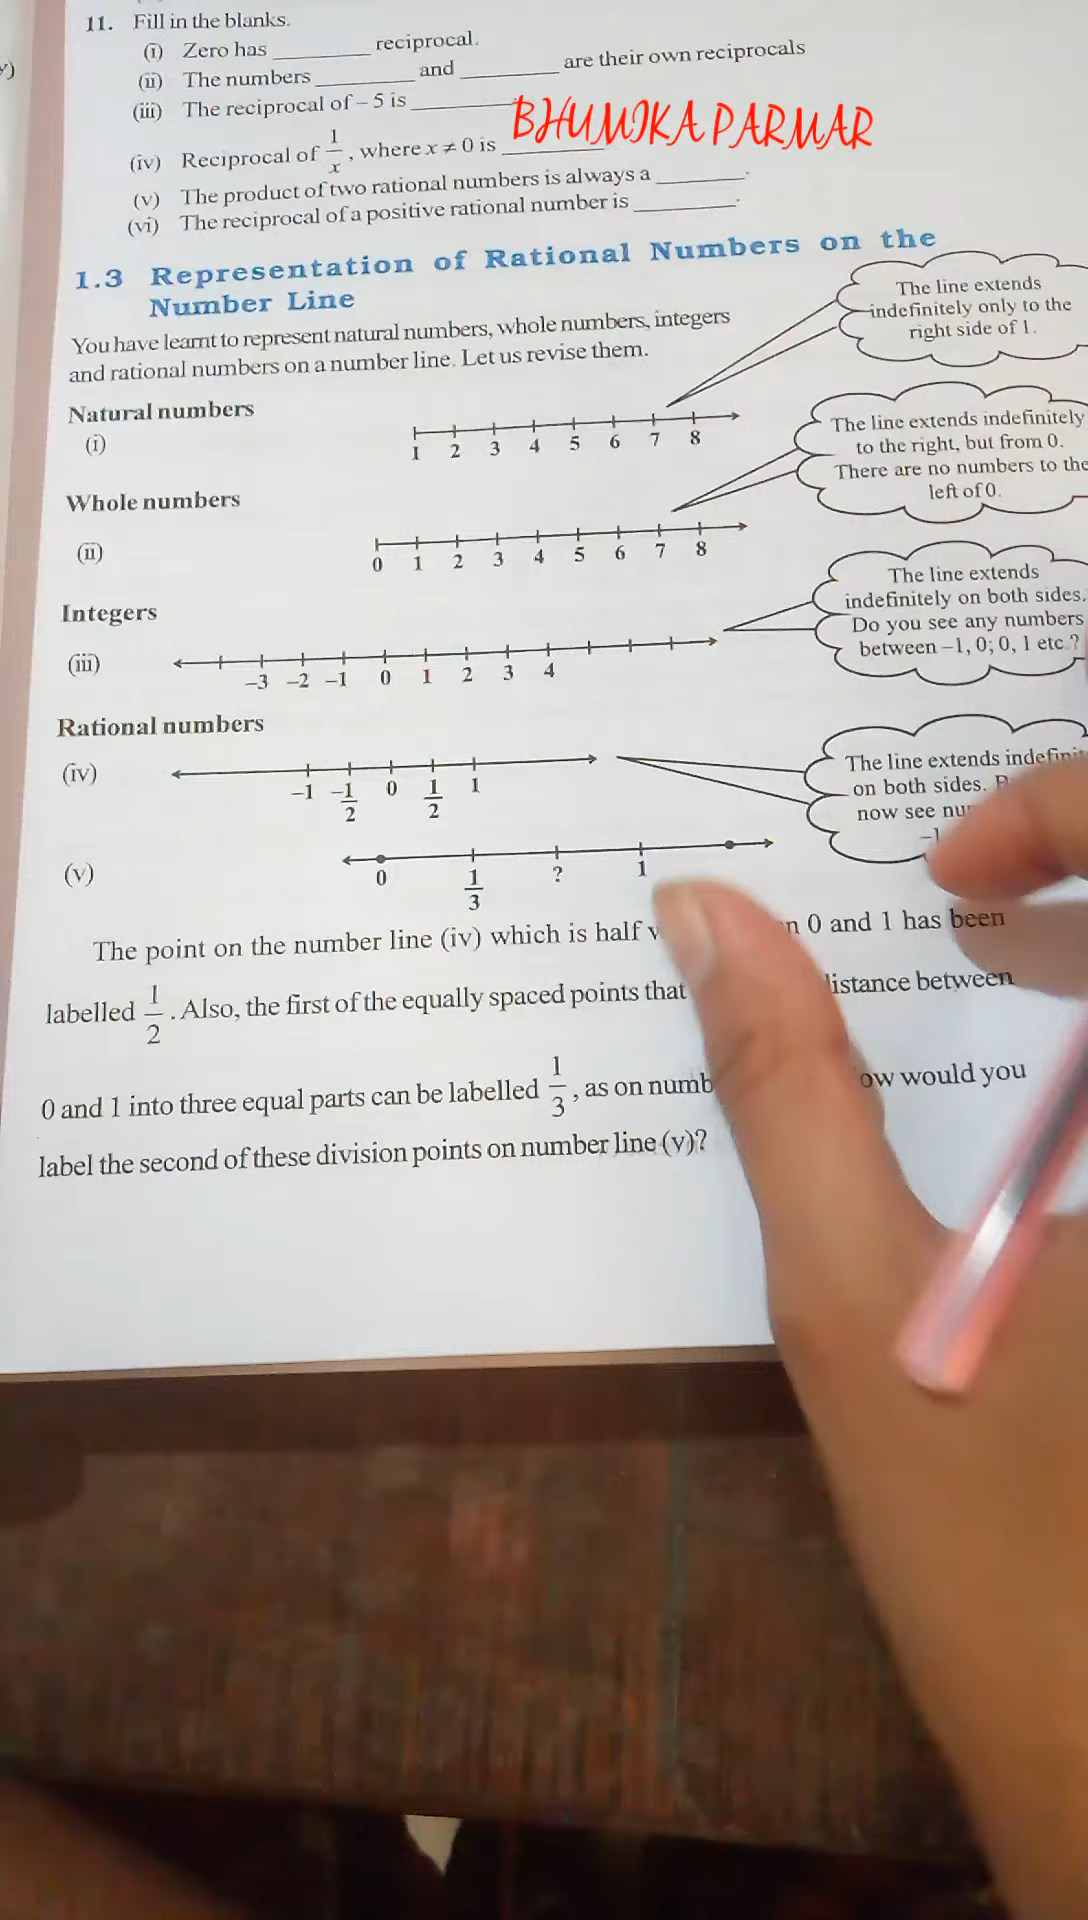 11. Fill in the blanks.
(i) Zero has ________ reciprocal.
(ii) The numbers ________ and ________ are their own reciprocals
(iii) The reciprocal of – 5 is ________
BHUMIKA PARMAR
(iv) Reciprocal of 1/x, where x ≠ 0 is ________
(v) The product of two rational numbers is always a ________.
(vi) The reciprocal of a positive rational number is ________.
1.3 Representation of Rational Numbers on the
Number Line
You have learnt to represent natural numbers, whole numbers, integers
and rational numbers on a number line. Let us revise them.
The line extends
indefinitely only to the
right side of 1.
Natural numbers
(i)
1 2 3 4 5 6 7 8
The line extends indefinitely
to the right, but from 0.
There are no numbers to the
left of 0.
Whole numbers
(ii)
0 1 2 3 4 5 6 7 8
The line extends
indefinitely on both sides.
Do you see any numbers
between –1, 0; 0, 1 etc.?
Integers
(iii)
–3 –2 –1 0 1 2 3 4
Rational numbers
(iv)
–1 –1/2 0 1/2 1
The line extends
on both sides.
now see
–1
(v)
0 1/3 ? 1
The point on the number line (iv) which is half 0 and 1 has been
labelled 1/2. Also, the first of the equally spaced points that distance between
0 and 1 into three equal parts can be labelled 1/3, as on would you
label the second of these division points on number line (v)?